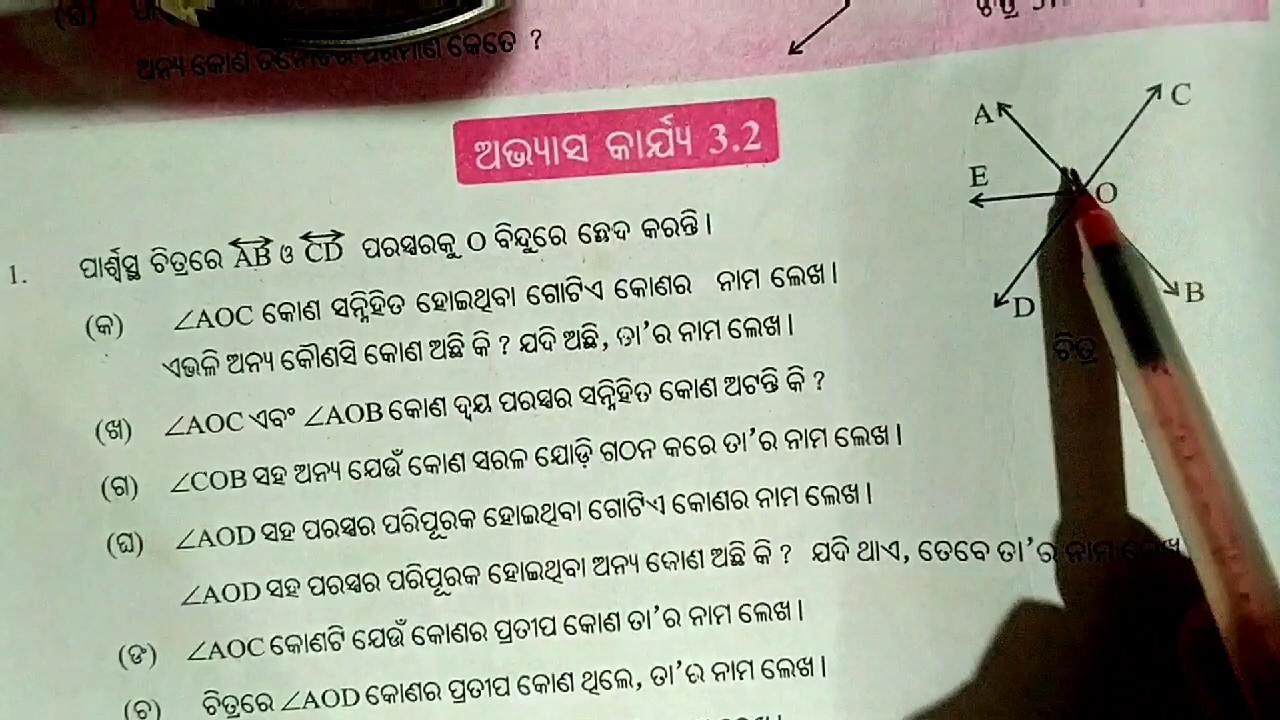 (ଗ)
ଅନ୍ୟ କୋଣ ତିନୋଟିର ପରିମାଣ କେତେ ?
ଅଭ୍ୟାସ କାର୍ଯ୍ୟ 3.2
1. ପାର୍ଶ୍ୱସ୍ଥ ଚିତ୍ରରେ AB ଓ CD ପରସ୍ପରକୁ O ବିନ୍ଦୁରେ ଛେଦ କରନ୍ତି ।
(କ) ∠AOC କୋଣ ସନ୍ନିହିତ ହୋଇଥିବା ଗୋଟିଏ କୋଣର ନାମ ଲେଖ ।
ଏଭଳି ଅନ୍ୟ କୌଣସି କୋଣ ଅଛି କି ? ଯଦି ଅଛି, ତା'ର ନାମ ଲେଖ ।
(ଖ) ∠AOC ଏବଂ ∠AOB କୋଣ ଦ୍ୱୟ ପରସ୍ପର ସନ୍ନିହିତ କୋଣ ଅଟନ୍ତି କି ?
(ଗ) ∠COB ସହ ଅନ୍ୟ ଯେଉଁ କୋଣ ସରଳ ଯୋଡ଼ି ଗଠନ କରେ ତା'ର ନାମ ଲେଖ ।
(ଘ) ∠AOD ସହ ପରସ୍ପର ପରିପୂରକ ହୋଇଥିବା ଗୋଟିଏ କୋଣର ନାମ ଲେଖ ।
∠AOD ସହ ପରସ୍ପର ପରିପୂରକ ହୋଇଥିବା ଅନ୍ୟ କୋଣ ଅଛି କି ? ଯଦି ଥାଏ, ତେବେ ତା'ର ନାମ ଲେଖ
(ଙ) ∠AOC କୋଣଟି ଯେଉଁ କୋଣର ପ୍ରତୀପ କୋଣ ତା'ର ନାମ ଲେଖ ।
(ଚ) ଚିତ୍ରରେ ∠AOD କୋଣର ପ୍ରତୀପ କୋଣ ଥିଲେ, ତା'ର ନାମ ଲେଖ ।
A
C
E
O
D
B
ଚିତ୍ର